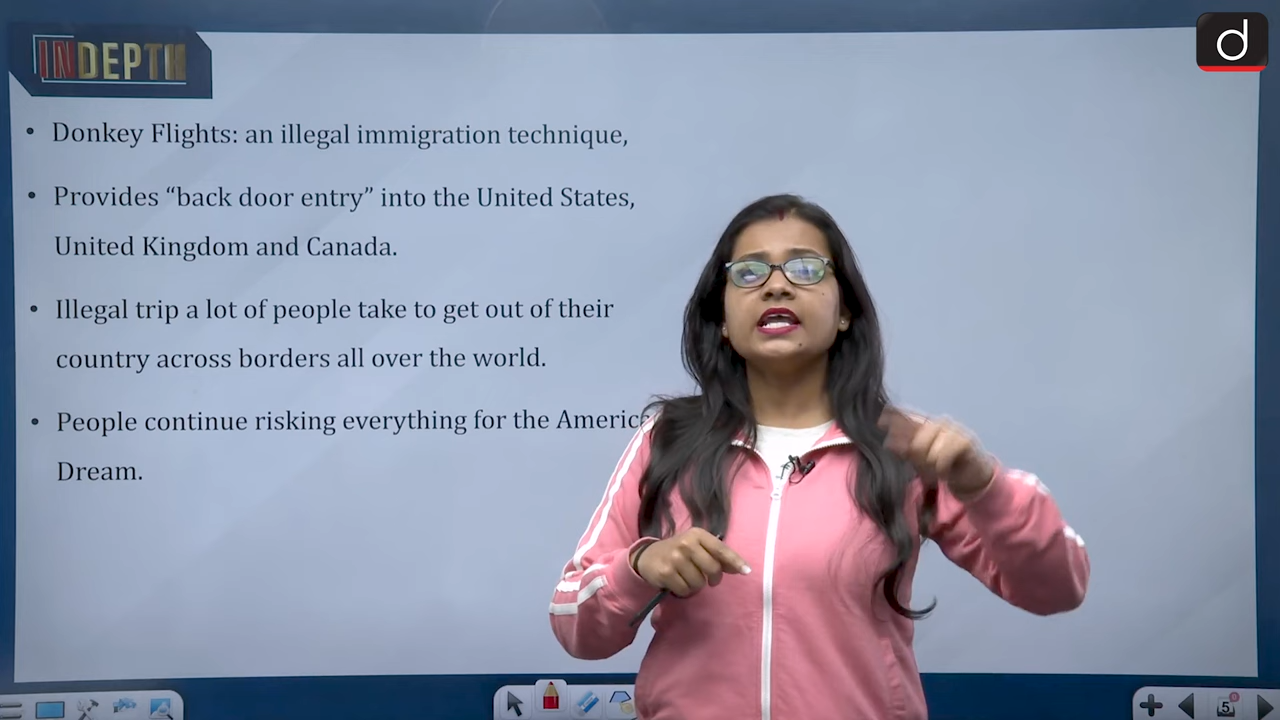 INDEPTH
d
• Donkey Flights: an illegal immigration technique,
• Provides “back door entry” into the United States,
United Kingdom and Canada.
• Illegal trip a lot of people take to get out of their
country across borders all over the world.
• People continue risking everything for the Americ
Dream.
5